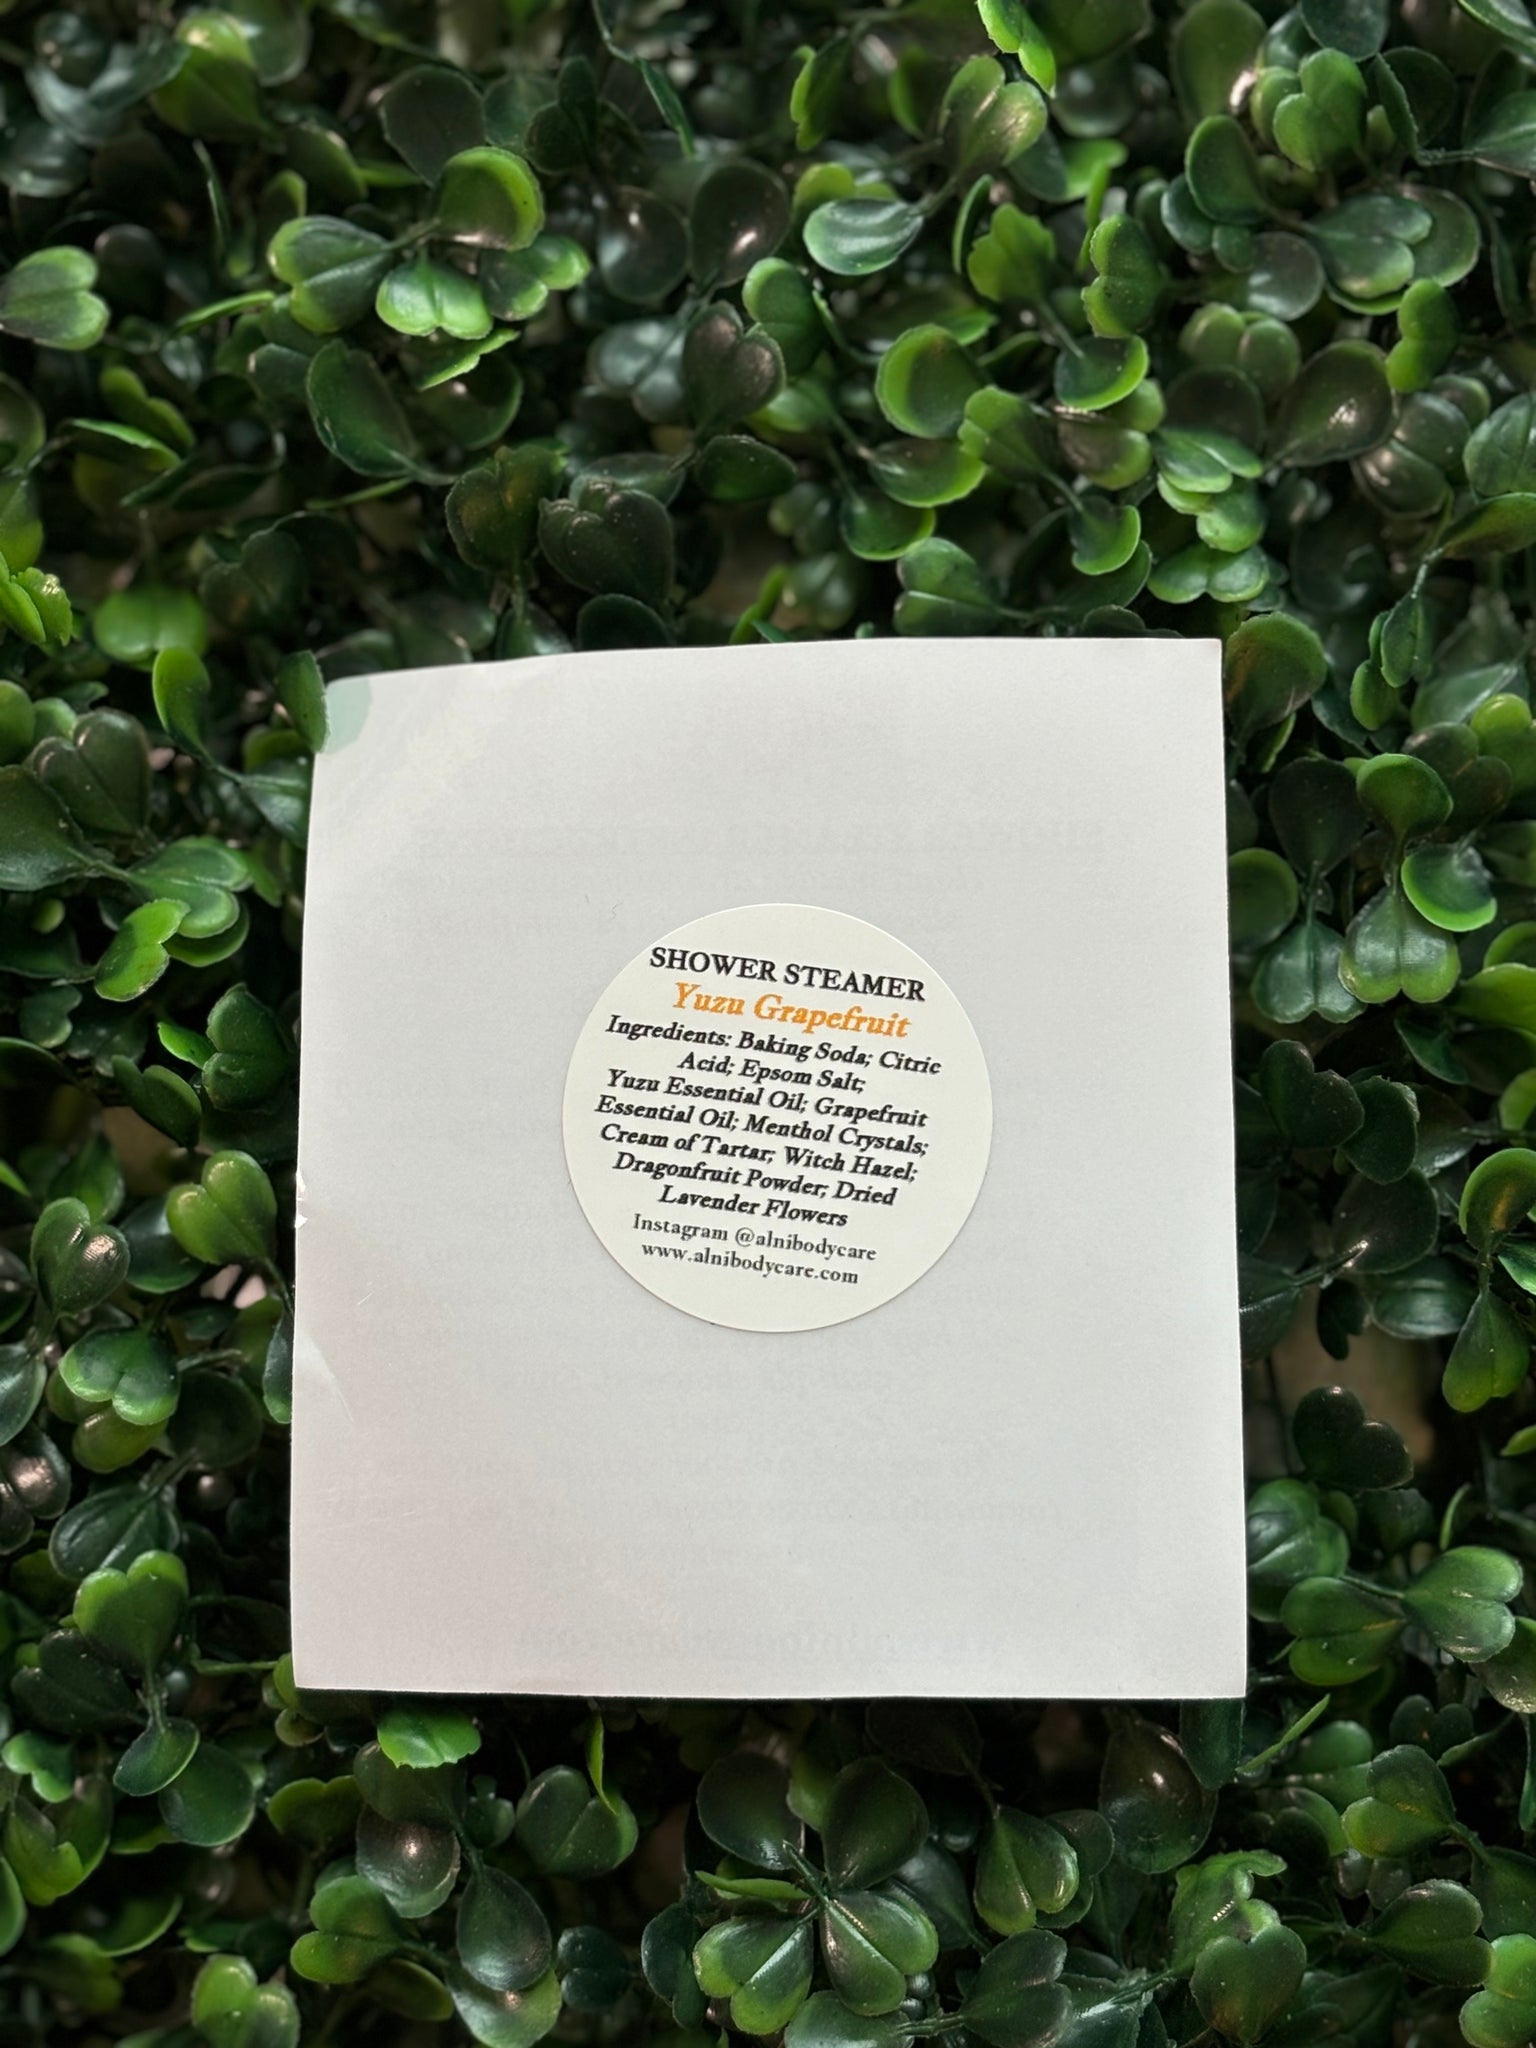 SHOWER STEAMER
Yuzu Grapefruit
Ingredients: Baking Soda; Citric
Acid; Epsom Salt;
Yuzu Essential Oil; Grapefruit
Essential Oil; Menthol Crystals;
Cream of Tartar; Witch Hazel;
Dragonfruit Powder; Dried
Lavender Flowers
Instagram @alnibodycare
www.alnibodycare.com